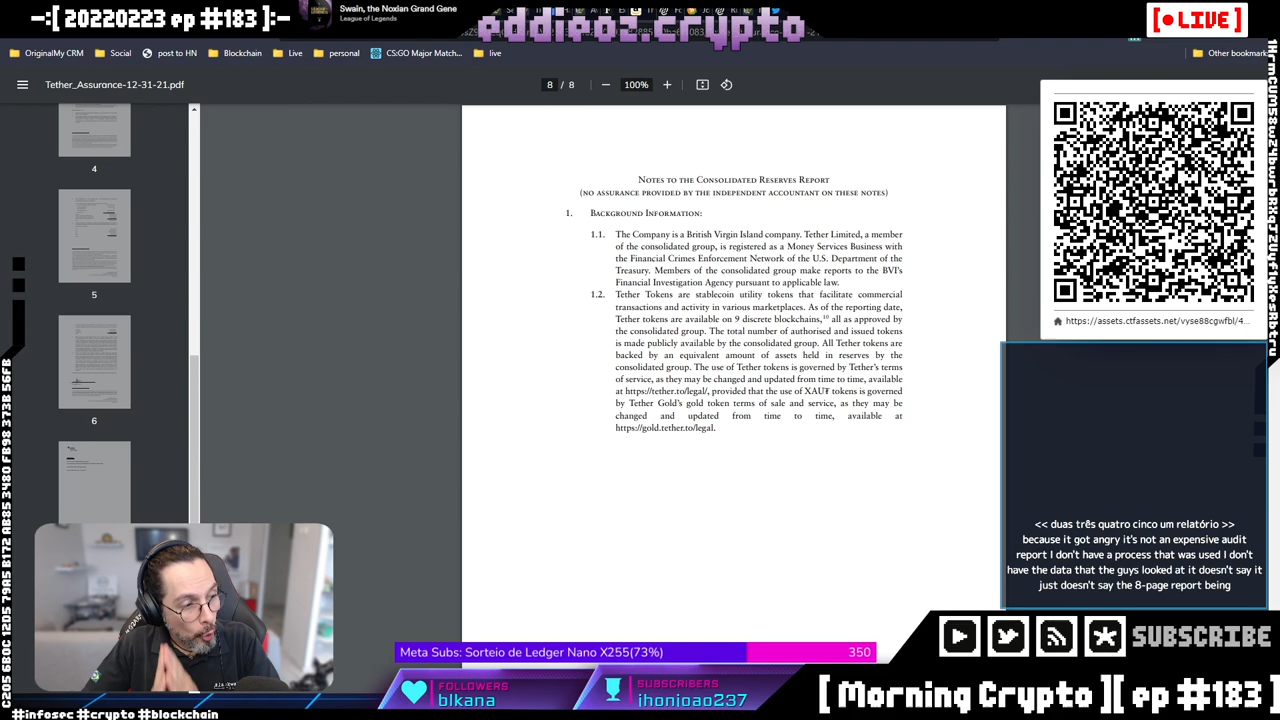 -:[ 20220223 ep #183 ]:-
Swain, the Noxian Grand Gene
League of Legends
eddieoz.crypto
[● LIVE ]
Originaty CRM
Social
post to HN
Blockchain
Live
personal
CS:GO Major Match...
live
Other bookmark
Tether_Assurance-12-31-21.pdf
8 / 8
100%
4
5
6
NOTES TO THE CONSOLIDATED RESERVES REPORT
(NO ASSURANCE PROVIDED BY THE INDEPENDENT ACCOUNTANT ON THESE NOTES)
1. BACKGROUND INFORMATION:
1.1. The Company is a British Virgin Island company. Tether Limited, a member
of the consolidated group, is registered as a Money Services Business with
the Financial Crimes Enforcement Network of the U.S. Department of the
Treasury. Members of the consolidated group make reports to the BVI's
Financial Investigation Agency pursuant to applicable law.
1.2. Tether Tokens are stablecoin utility tokens that facilitate commercial
transactions and activity in various marketplaces. As of the reporting date,
Tether tokens are available on 9 discrete blockchains,10 all as approved by
the consolidated group. The total number of authorised and issued tokens
is made publicly available by the consolidated group. All Tether tokens are
backed by an equivalent amount of assets held in reserves by the
consolidated group. The use of Tether tokens is governed by Tether's terms
of service, as they may be changed and updated from time to time, available
at https://tether.to/legal/, provided that the use of XAU₮ tokens is governed
by Tether Gold's gold token terms of sale and service, as they may be
changed and updated from time to time, available at
https://gold.tether.to/legal.
https://assets.ctfassets.net/vyse88cgwfbl/4...
<< duas três quatro cinco um relatório >>
because it got angry it's not an expensive audit
report I don't have a process that was used I don't
have the data that the guys looked at it doesn't say it
just doesn't say the 8-page report being
SUBSCRIBE
Meta Subs: Sorteio de Ledger Nano X
255(73%)
350
FOLLOWERS
blkana
SUBSCRIBERS
ihonjoao237
[ Morning Crypto ][ ep #183 ]
#infosec #crypto #blockchain